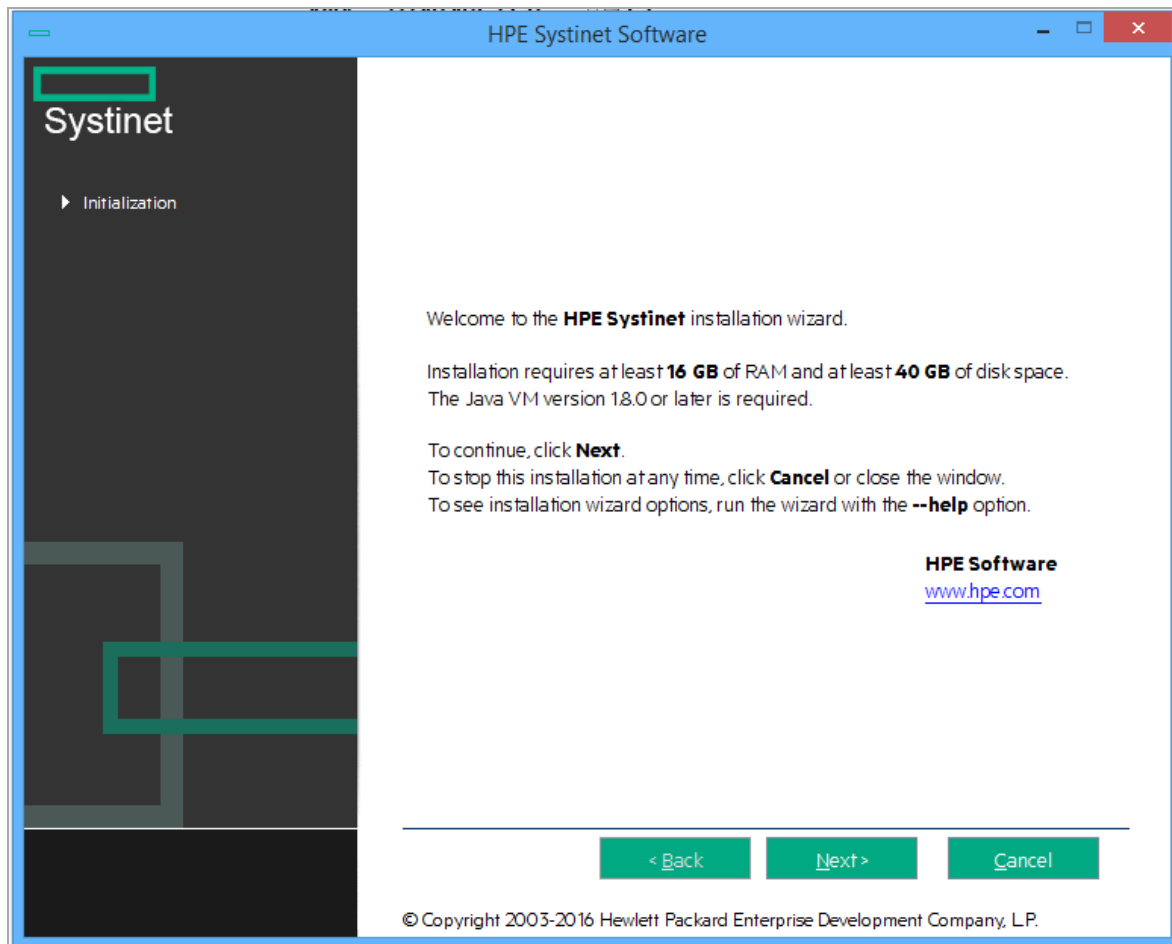 HPE Systinet Software
Systinet
Initialization
Welcome to the HPE Systinet installation wizard.
Installation requires at least 16 GB of RAM and at least 40 GB of disk space.
The Java VM version 1.8.0 or later is required.
To continue, click Next.
To stop this installation at any time, click Cancel or close the window.
To see installation wizard options, run the wizard with the --help option.
HPE Software
www.hpe.com
< Back Next > Cancel
© Copyright 2003-2016 Hewlett Packard Enterprise Development Company, L.P.